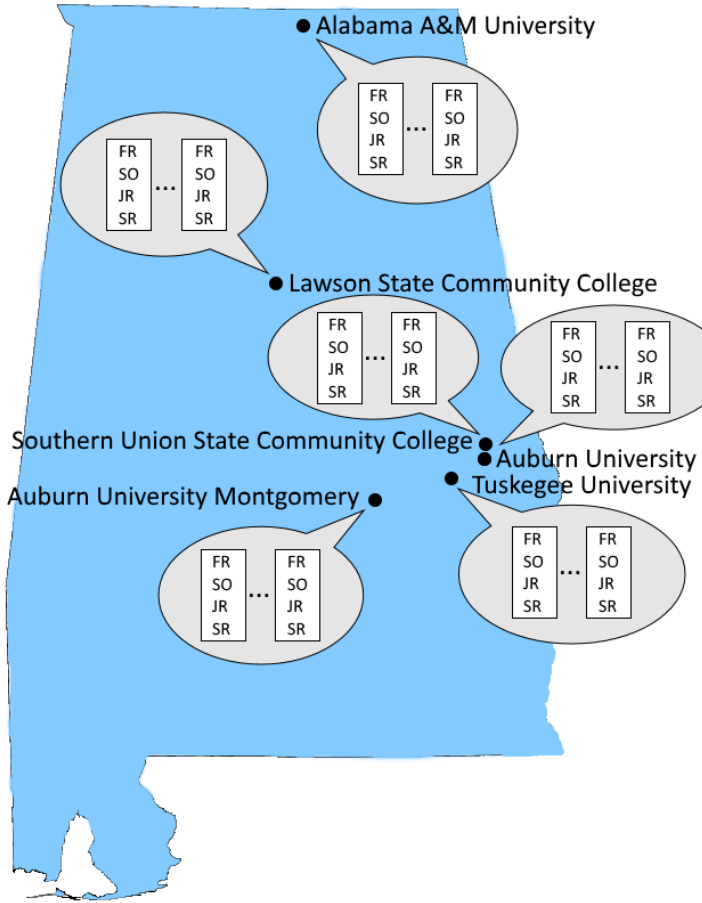 Alabama A&M University
FR FR
SO SO
JR ... JR
SR SR
FR FR
SO SO
JR ... JR
SR SR
Lawson State Community College
FR FR
SO SO
JR ... JR
SR SR
FR FR
SO SO
JR ... JR
SR SR
Southern Union State Community College
Auburn University
Tuskegee University
Auburn University Montgomery
FR FR
SO SO
JR ... JR
SR SR
FR FR
SO SO
JR ... JR
SR SR